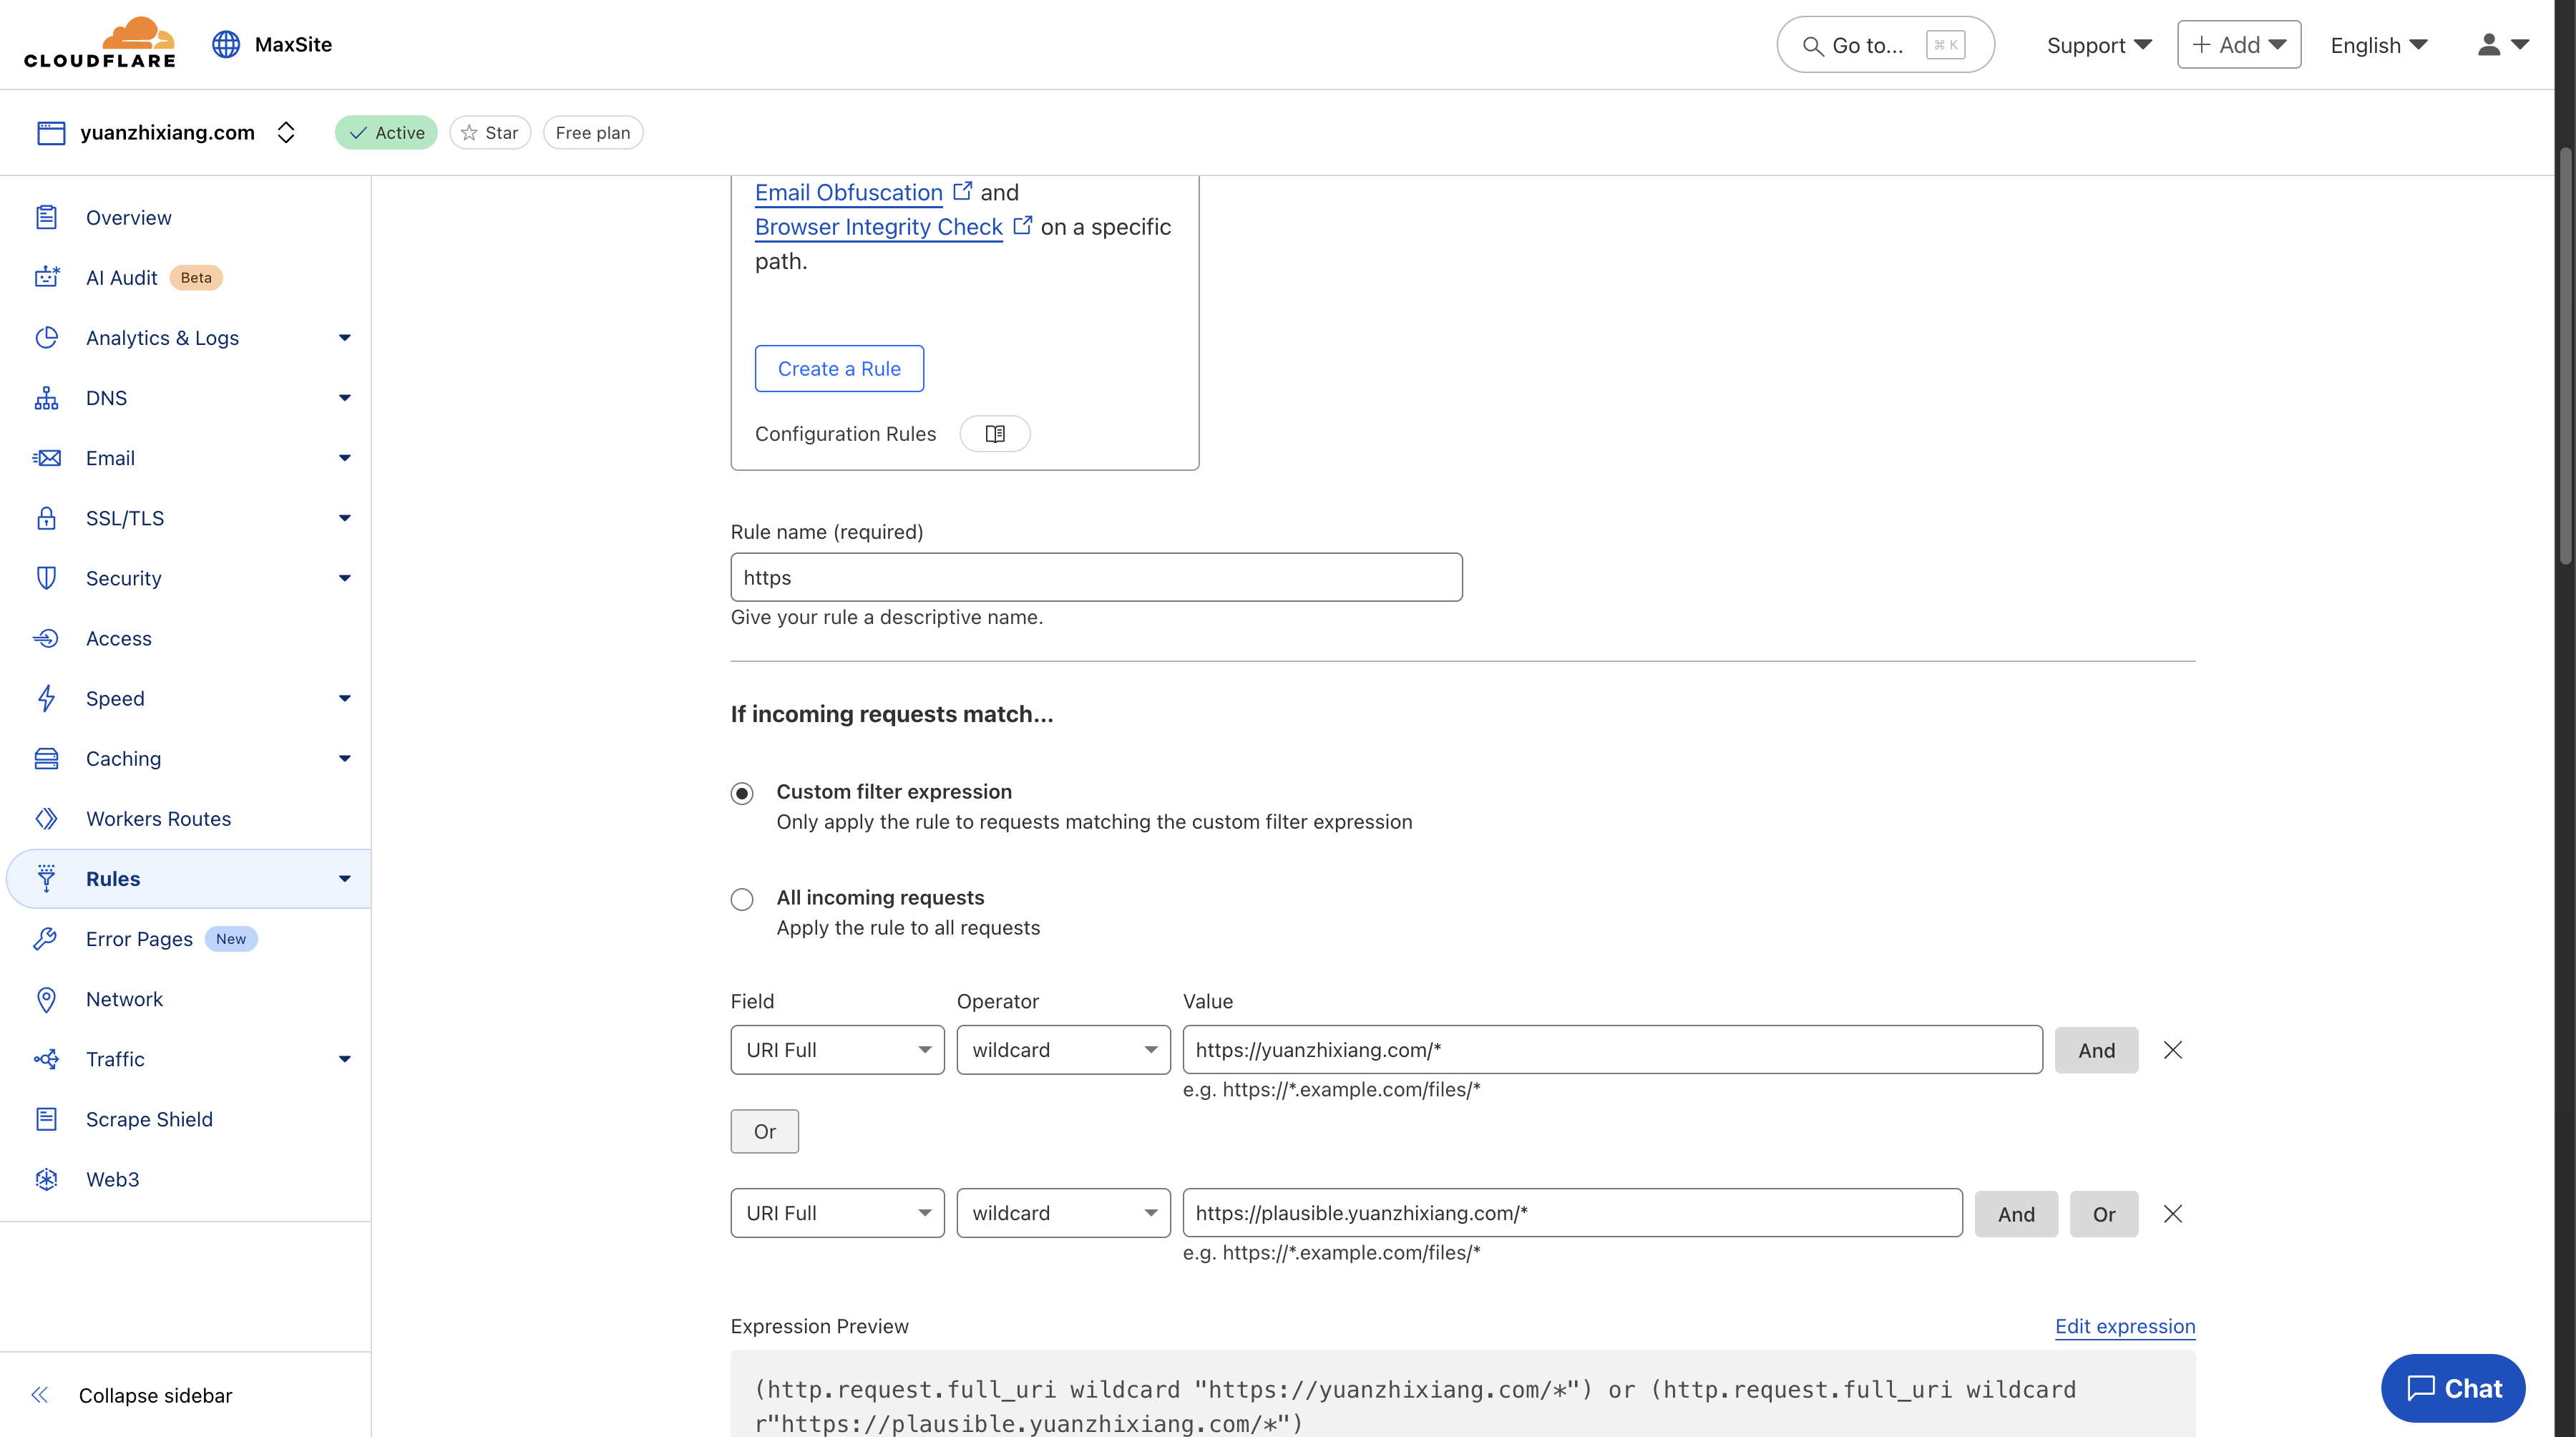 CLOUDFLARE
MaxSite
Go to...
⌘ K
Support
+ Add
English
yuanzhixiang.com
Active
Star
Free plan
Overview
AI Audit Beta
Analytics & Logs
DNS
Email
SSL/TLS
Security
Access
Speed
Caching
Workers Routes
Rules
Error Pages New
Network
Traffic
Scrape Shield
Web3
Collapse sidebar
Email Obfuscation and
Browser Integrity Check on a specific
path.
Create a Rule
Configuration Rules
Rule name (required)
https
Give your rule a descriptive name.
If incoming requests match...
Custom filter expression
Only apply the rule to requests matching the custom filter expression
All incoming requests
Apply the rule to all requests
Field Operator Value
URI Full wildcard https://yuanzhixiang.com/* And
e.g. https://*.example.com/files/*
Or
URI Full wildcard https://plausible.yuanzhixiang.com/* And Or
e.g. https://*.example.com/files/*
Expression Preview Edit expression
(http.request.full_uri wildcard "https://yuanzhixiang.com/*") or (http.request.full_uri wildcard
r"https://plausible.yuanzhixiang.com/*")
Chat